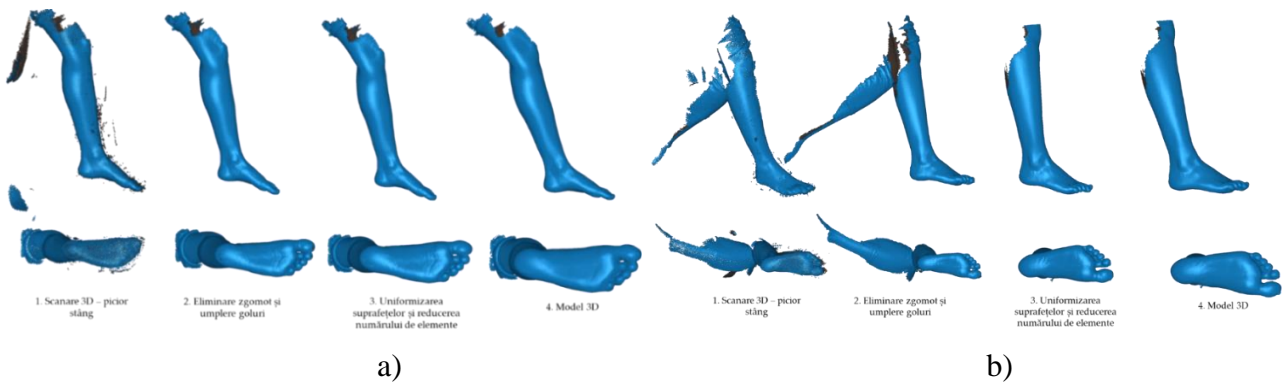 1. Scanare 3D – picior
stâng
2. Eliminare zgomot și
umplere goluri
3. Uniformizarea
suprafețelor și reducerea
numărului de elemente
4. Model 3D
a)
1. Scanare 3D – picior
stâng
2. Eliminare zgomot și
umplere goluri
3. Uniformizarea
suprafețelor și reducerea
numărului de elemente
4. Model 3D
b)